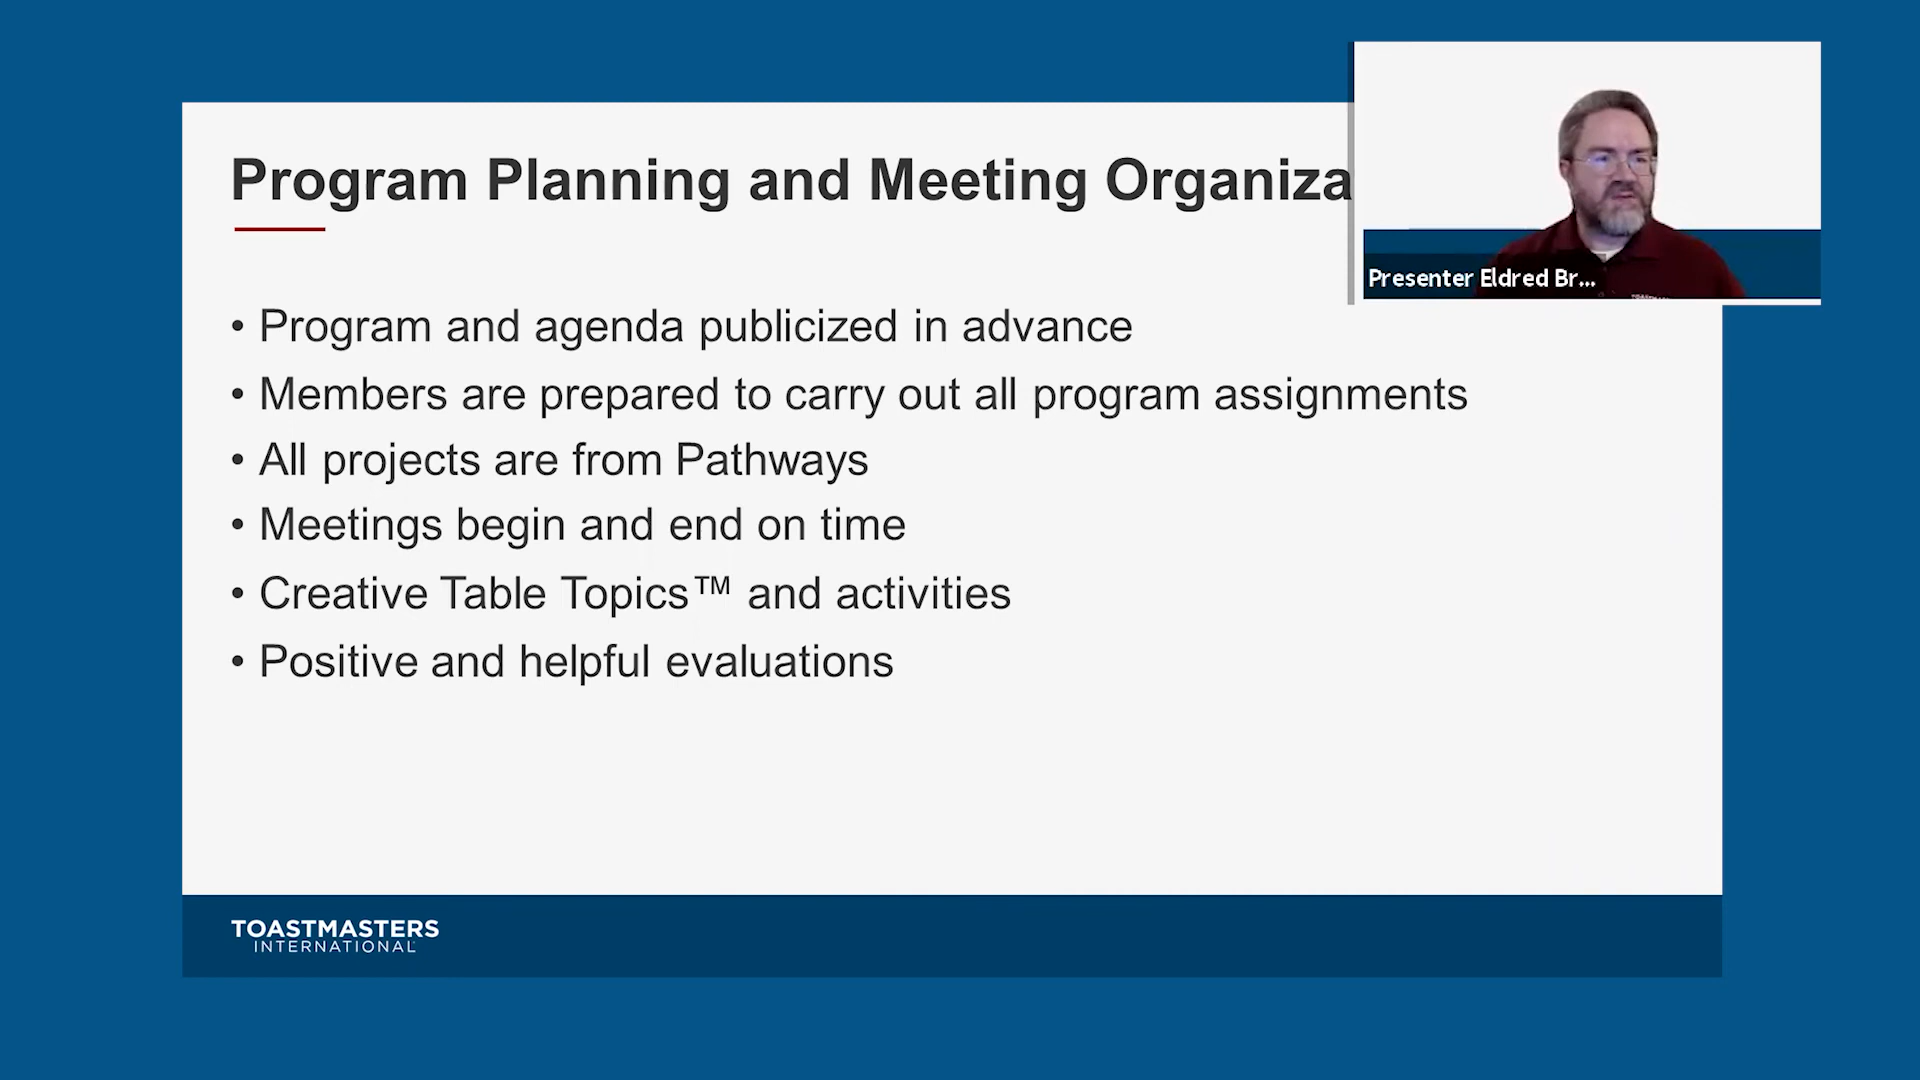 Program Planning and Meeting Organiza
Presenter Eldred Br...
• Program and agenda publicized in advance
• Members are prepared to carry out all program assignments
• All projects are from Pathways
• Meetings begin and end on time
• Creative Table Topics™ and activities
• Positive and helpful evaluations
TOASTMASTERS
INTERNATIONAL